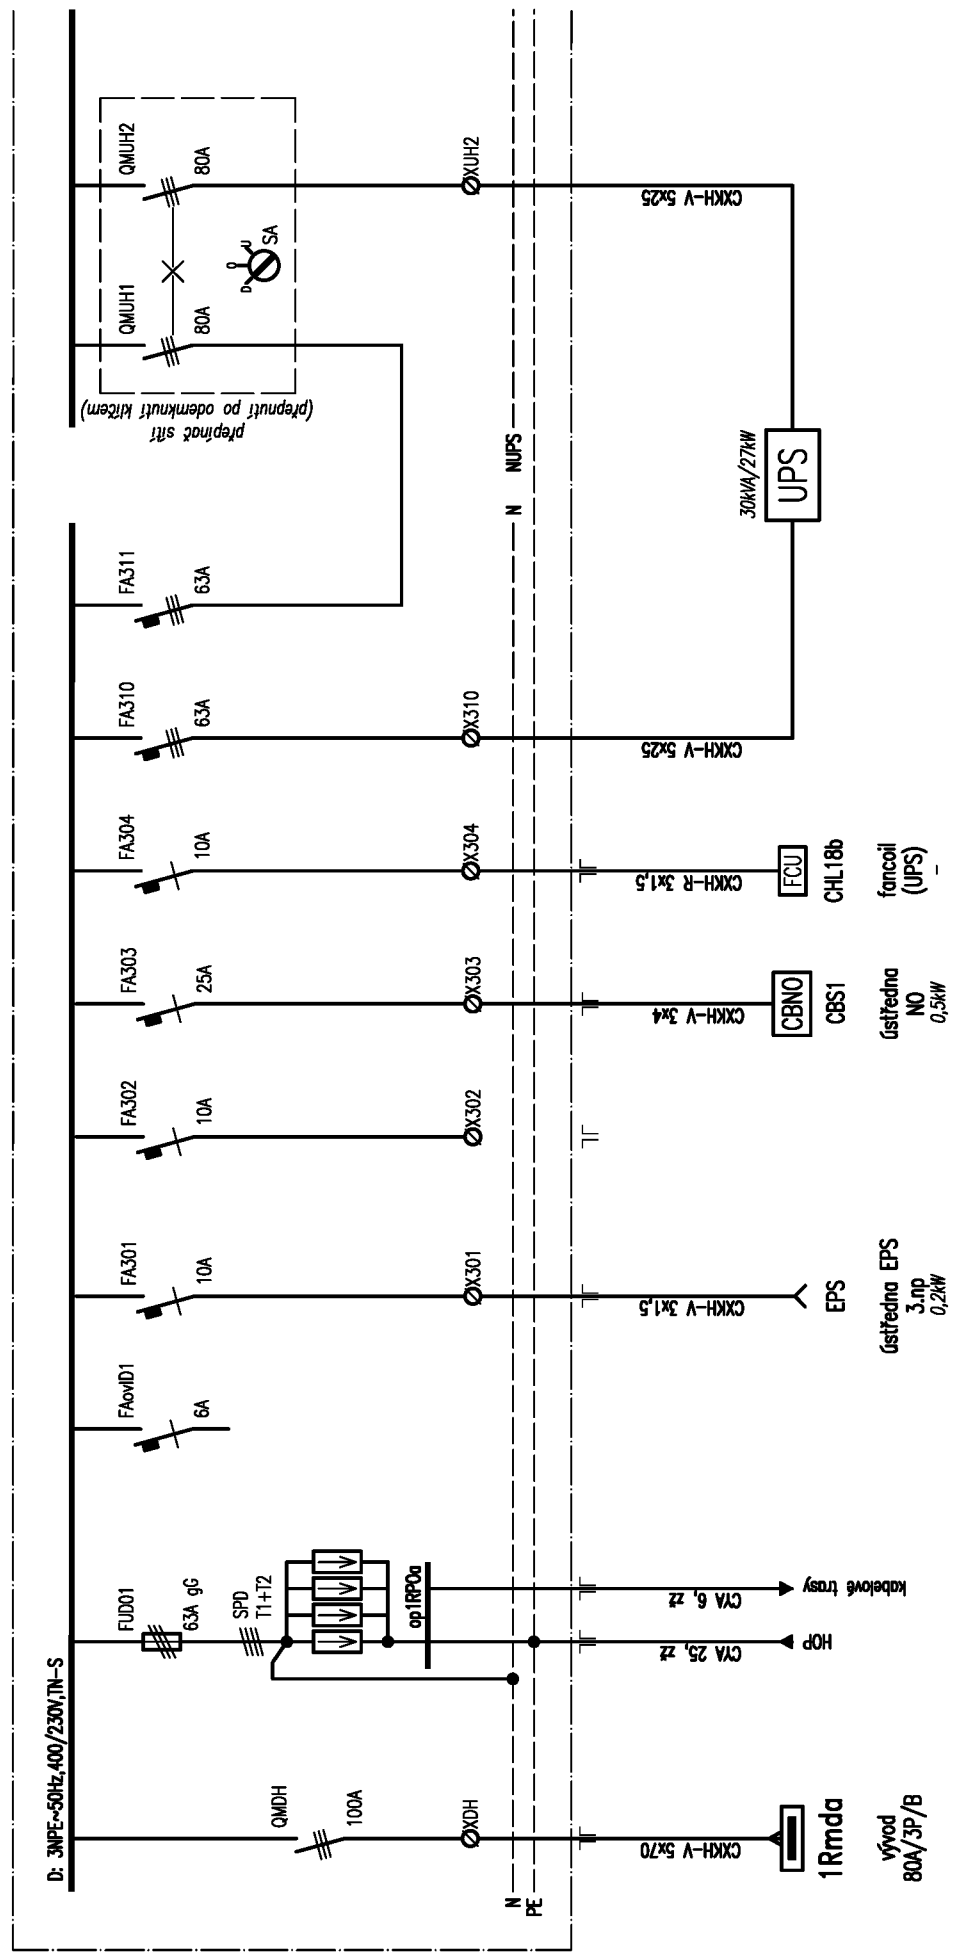 D: 3NPE~50Hz,400/230V,TN-S
QMDH
100A
XDH
N
PE
CXKH-V 5x70
1Rmda
vývod
80A/3P/B
FUD01
63A gG
SPD
T1+T2
op1RPOa
CYA 25, zž
HOP
CYA 6, zž
kabelové trasy
FAovID1
6A
FA301
10A
X301
CXKH-V 3x1,5
EPS
ústředna EPS
3.np
0,2kW
FA302
10A
X302
FA303
25A
X303
CXKH-V 3x4
CBNO
CBS1
ústředna
NO
0,5kW
FA304
10A
X304
CXKH-R 3x1,5
FCU
CHL18b
fancoil
(UPS)
-
FA310
63A
X310
CXKH-V 5x25
FA311
63A
N
NUPS
30kVA/27kW
UPS
přepínač sítí
(přepnutí po odemknutí klíčem)
QMUH1
80A
D
0
U
SA
QMUH2
80A
XUH2
CXKH-V 5x25